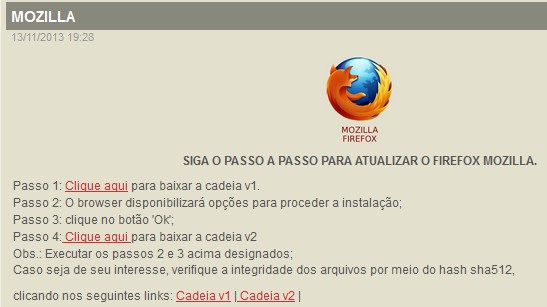 MOZILLA
13/11/2013 19:28
MOZILLA
FIREFOX
SIGA O PASSO A PASSO PARA ATUALIZAR O FIREFOX MOZILLA.
Passo 1: Clique aqui para baixar a cadeia v1.
Passo 2: O browser disponibilizará opções para proceder a instalação;
Passo 3: clique no botão 'Ok';
Passo 4: Clique aqui para baixar a cadeia v2
Obs.: Executar os passos 2 e 3 acima designados;
Caso seja de seu interesse, verifique a integridade dos arquivos por meio do hash sha512,
clicando nos seguintes links: Cadeia v1 | Cadeia v2 |